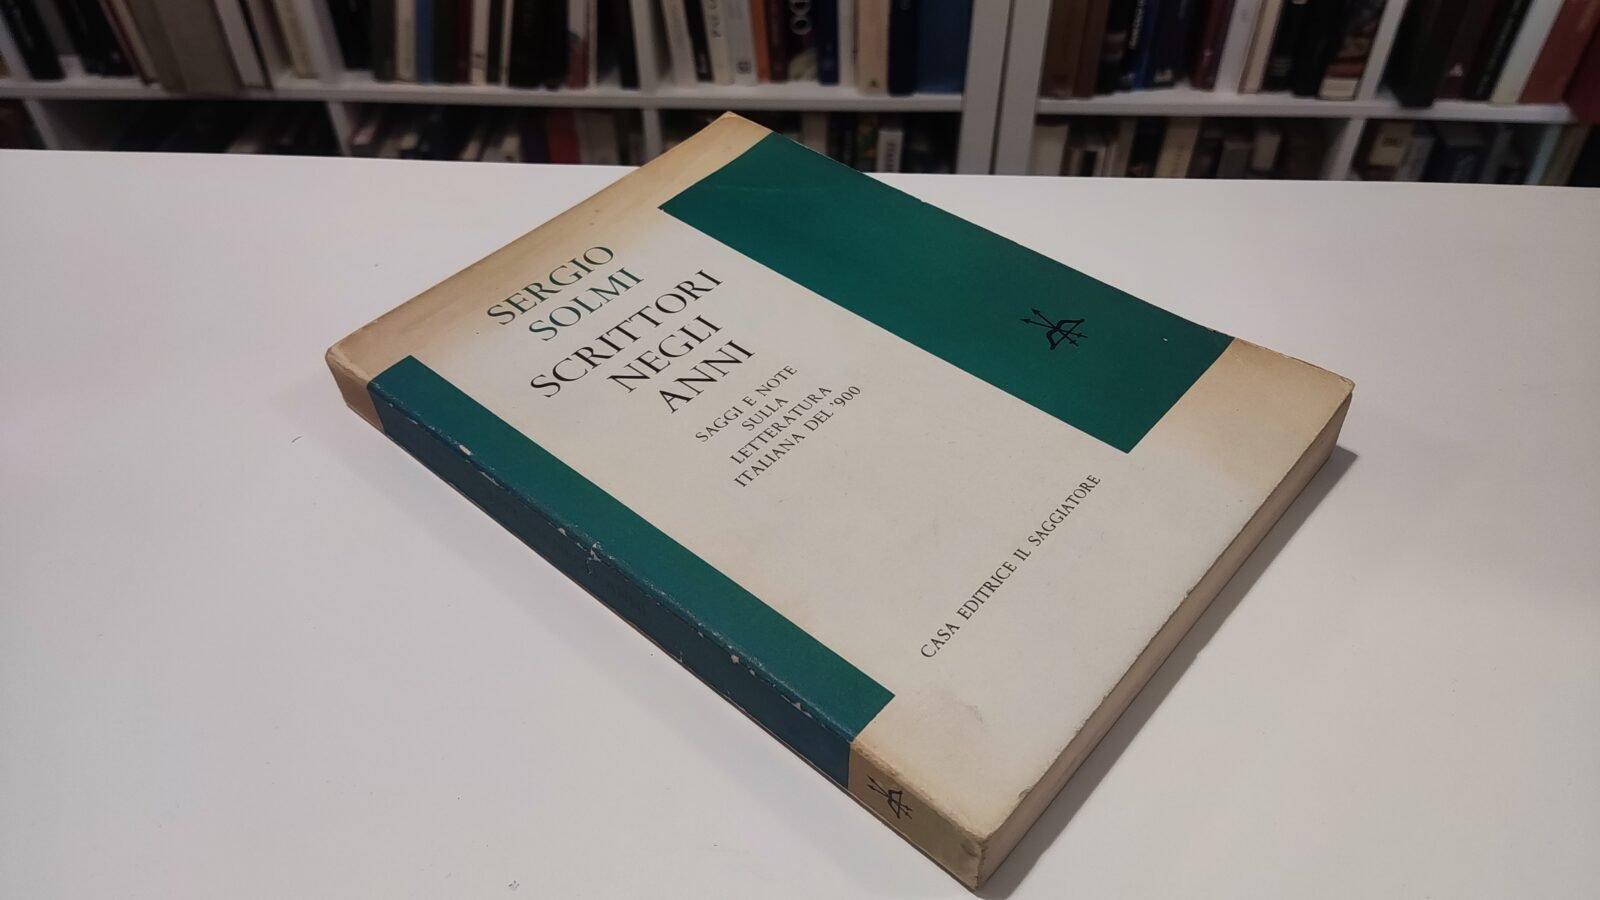 SERGIO
SOLMI
SCRITTORI
NEGLI
ANNI
SAGGI E NOTE
SULLA
LETTERATURA
ITALIANA DEL '900
CASA EDITRICE IL SAGGIATORE